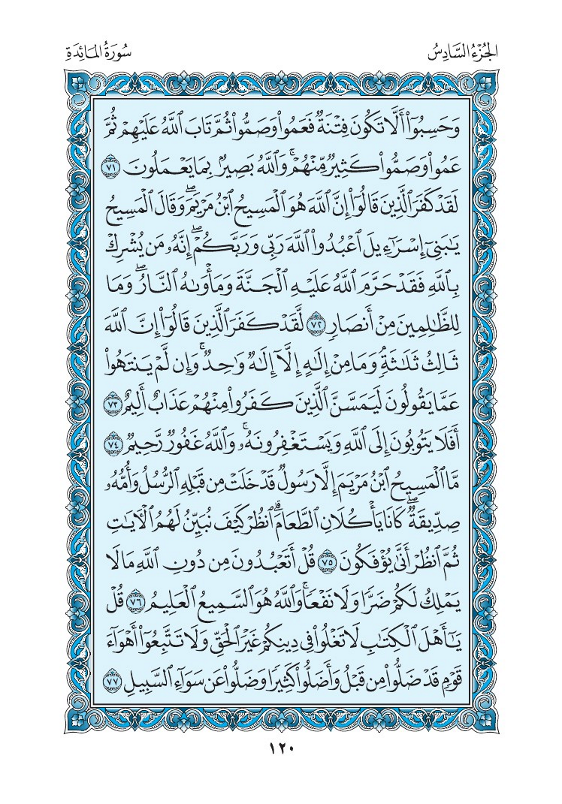 الجُزْءُ السَّادِسُ
سُورَةُ المَائِدَةِ
وَحَسِبُوٓا۟ أَلَّا تَكُونَ فِتْنَةٌ فَعَمُوا۟ وَصَمُّوا۟ ثُمَّ تَابَ ٱللَّهُ عَلَيْهِمْ ثُمَّ
عَمُوا۟ وَصَمُّوا۟ كَثِيرٌ مِّنْهُمْ ۚ وَٱللَّهُ بَصِيرٌۢ بِمَا يَعْمَلُونَ ٧١
لَقَدْ كَفَرَ ٱلَّذِينَ قَالُوٓا۟ إِنَّ ٱللَّهَ هُوَ ٱلْمَسِيحُ ٱبْنُ مَرْيَمَ ۖ وَقَالَ ٱلْمَسِيحُ
يَـٰبَنِىٓ إِسْرَٰٓءِيلَ ٱعْبُدُوا۟ ٱللَّهَ رَبِّى وَرَبَّكُمْ ۖ إِنَّهُۥ مَن يُشْرِكْ
بِٱللَّهِ فَقَدْ حَرَّمَ ٱللَّهُ عَلَيْهِ ٱلْجَنَّةَ وَمَأْوَىٰهُ ٱلنَّارُ ۖ وَمَا
لِلظَّـٰلِمِينَ مِنْ أَنصَارٍ ٧٢ لَّقَدْ كَفَرَ ٱلَّذِينَ قَالُوٓا۟ إِنَّ ٱللَّهَ
ثَالِثُ ثَلَـٰثَةٍ ۘ وَمَا مِنْ إِلَـٰهٍ إِلَّآ إِلَـٰهٌ وَٰحِدٌ ۚ وَإِن لَّمْ يَنتَهُوا۟
عَمَّا يَقُولُونَ لَيَمَسَّنَّ ٱلَّذِينَ كَفَرُوا۟ مِنْهُمْ عَذَابٌ أَلِيمٌ ٧٣
أَفَلَا يَتُوبُونَ إِلَى ٱللَّهِ وَيَسْتَغْفِرُونَهُۥ ۚ وَٱللَّهُ غَفُورٌ رَّحِيمٌ ٧٤
مَّا ٱلْمَسِيحُ ٱبْنُ مَرْيَمَ إِلَّا رَسُولٌ قَدْ خَلَتْ مِن قَبْلِهِ ٱلرُّسُلُ وَأُمُّهُۥ
صِدِّيقَةٌ ۖ كَانَا يَأْكُلَانِ ٱلطَّعَامَ ۗ ٱنظُرْ كَيْفَ نُبَيِّنُ لَهُمُ ٱلْـَٔايَـٰتِ
ثُمَّ ٱنظُرْ أَنَّىٰ يُؤْفَكُونَ ٧٥ قُلْ أَتَعْبُدُونَ مِن دُونِ ٱللَّهِ مَا لَا
يَمْلِكُ لَكُمْ ضَرًّا وَلَا نَفْعًا ۚ وَٱللَّهُ هُوَ ٱلسَّمِيعُ ٱلْعَلِيمُ ٧٦ قُلْ
يَـٰٓأَهْلَ ٱلْكِتَـٰبِ لَا تَغْلُوا۟ فِى دِينِكُمْ غَيْرَ ٱلْحَقِّ وَلَا تَتَّبِعُوٓا۟ أَهْوَآءَ
قَوْمٍ قَدْ ضَلُّوا۟ مِن قَبْلُ وَأَضَلُّوا۟ كَثِيرًا وَضَلُّوا۟ عَن سَوَآءِ ٱلسَّبِيلِ ٧٧
١٢٠